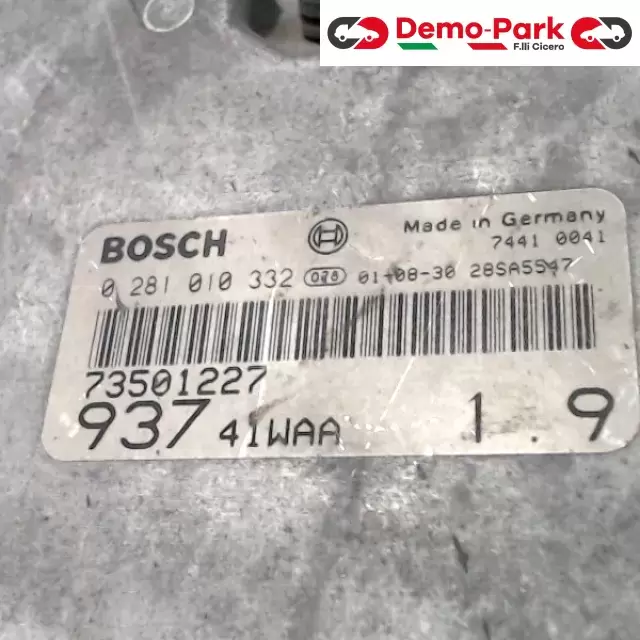 Demo-Park
F.lli Cicero
BOSCH
Made in Germany
7441 0041
0 281 010 332 028 01-08-30 28SA5547
73501227
937 41WAA 1.9